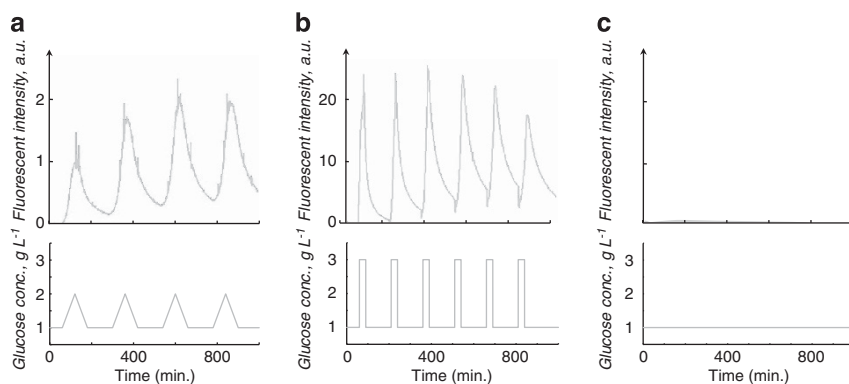 a
Fluorescent intensity, a.u.
2
1
0
Glucose conc., g L-1
3
2
1
0 400 800
Time (min.)
b
Fluorescent intensity, a.u.
20
10
0
Glucose conc., g L-1
3
2
1
0 400 800
Time (min.)
c
Fluorescent intensity, a.u.
Glucose conc., g L-1
3
2
1
0 400 800
Time (min.)